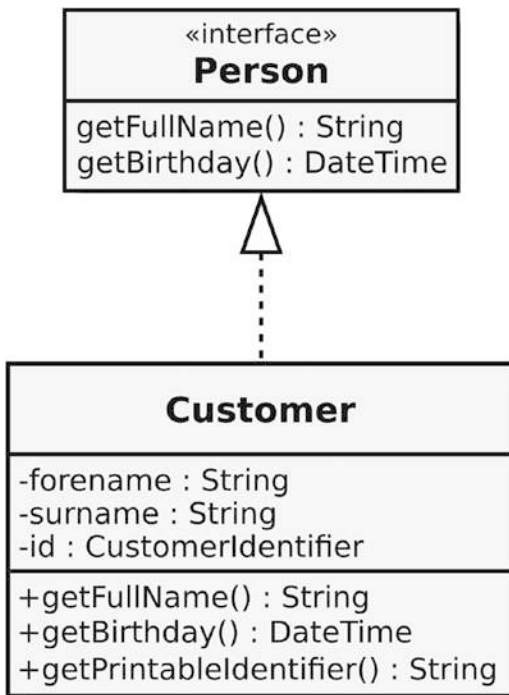 «interface»
Person
getFullName() : String
getBirthday() : DateTime
Customer
-forename : String
-surname : String
-id : CustomerIdentifier
+getFullName() : String
+getBirthday() : DateTime
+getPrintableIdentifier() : String